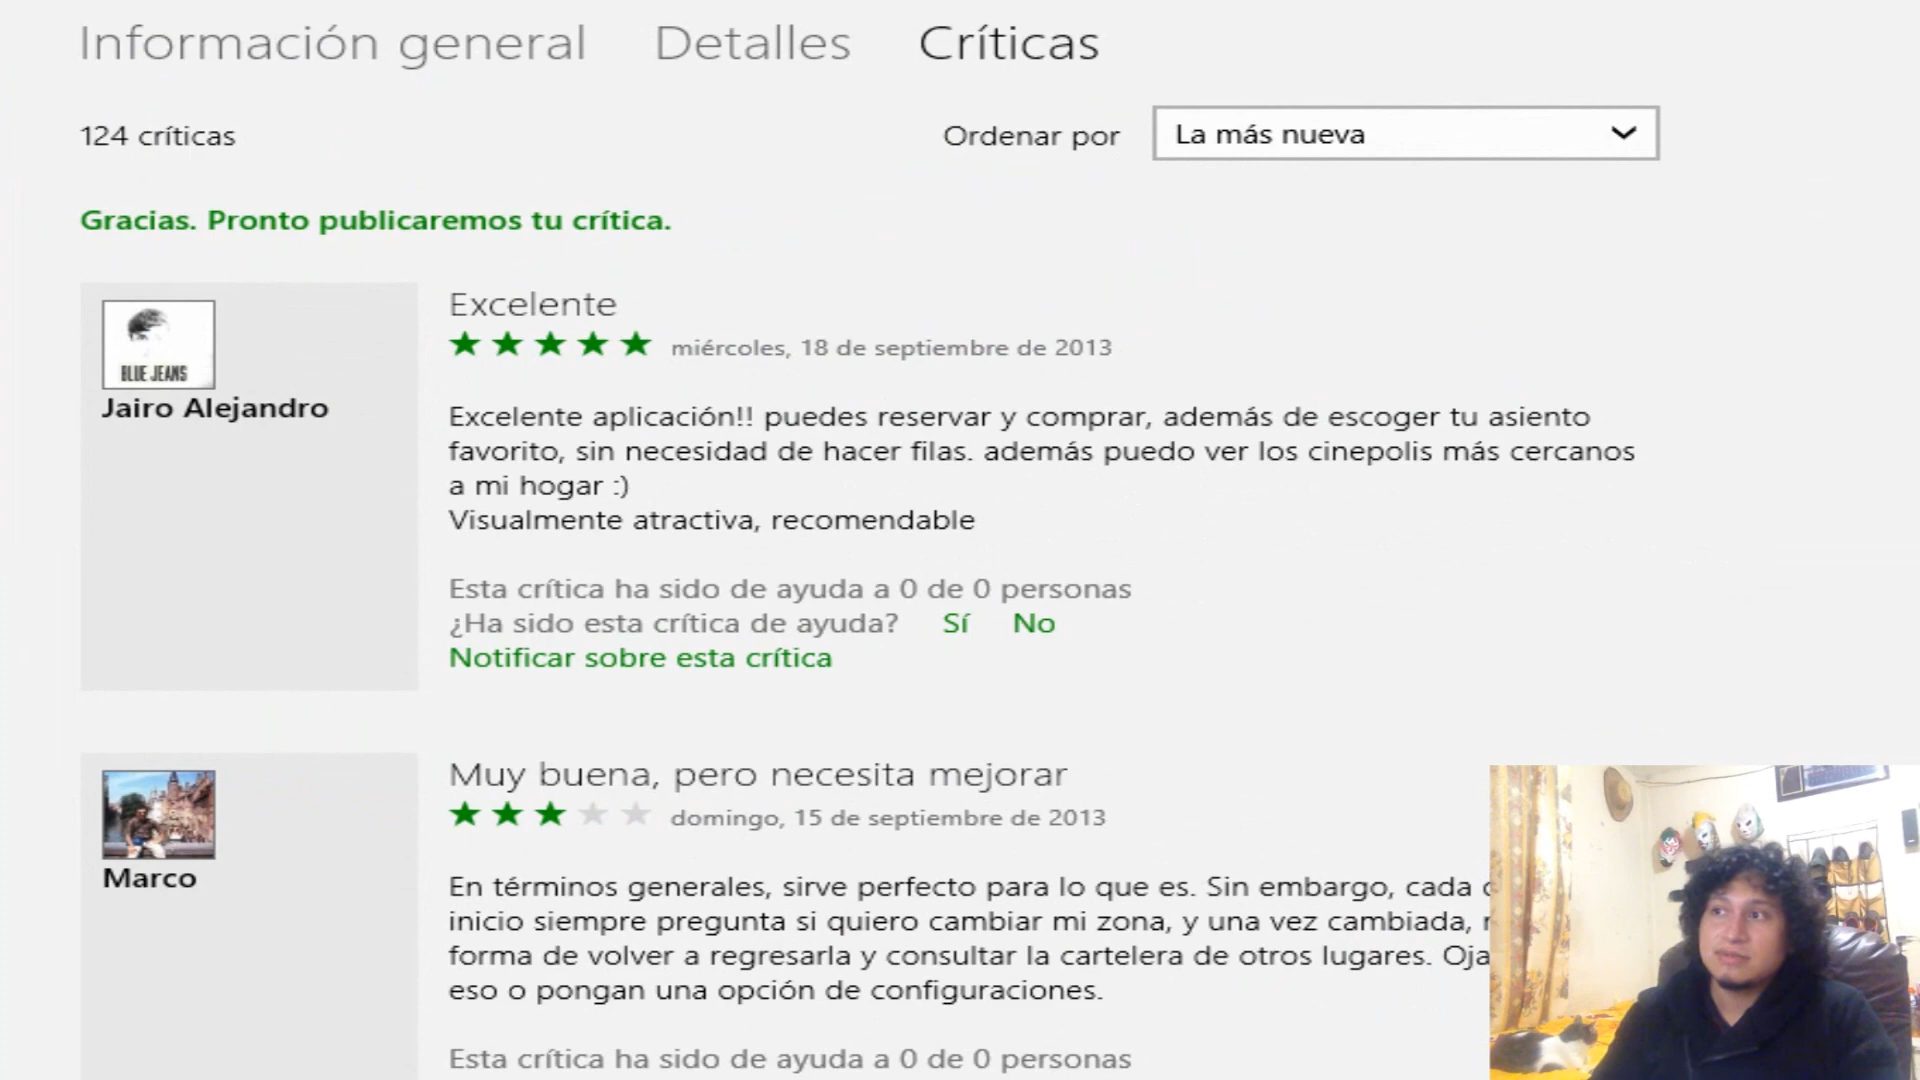 Información general Detalles Críticas
124 críticas Ordenar por La más nueva
Gracias. Pronto publicaremos tu crítica.
BLUE JEANS
Jairo Alejandro
Excelente
miércoles, 18 de septiembre de 2013
Excelente aplicación!! puedes reservar y comprar, además de escoger tu asiento
favorito, sin necesidad de hacer filas. además puedo ver los cinepolis más cercanos
a mi hogar :)
Visualmente atractiva, recomendable
Esta crítica ha sido de ayuda a 0 de 0 personas
¿Ha sido esta crítica de ayuda? Sí No
Notificar sobre esta crítica
Marco
Muy buena, pero necesita mejorar
domingo, 15 de septiembre de 2013
En términos generales, sirve perfecto para lo que es. Sin embargo, cada
inicio siempre pregunta si quiero cambiar mi zona, y una vez cambiada,
forma de volver a regresarla y consultar la cartelera de otros lugares. Oja
eso o pongan una opción de configuraciones.
Esta crítica ha sido de ayuda a 0 de 0 personas